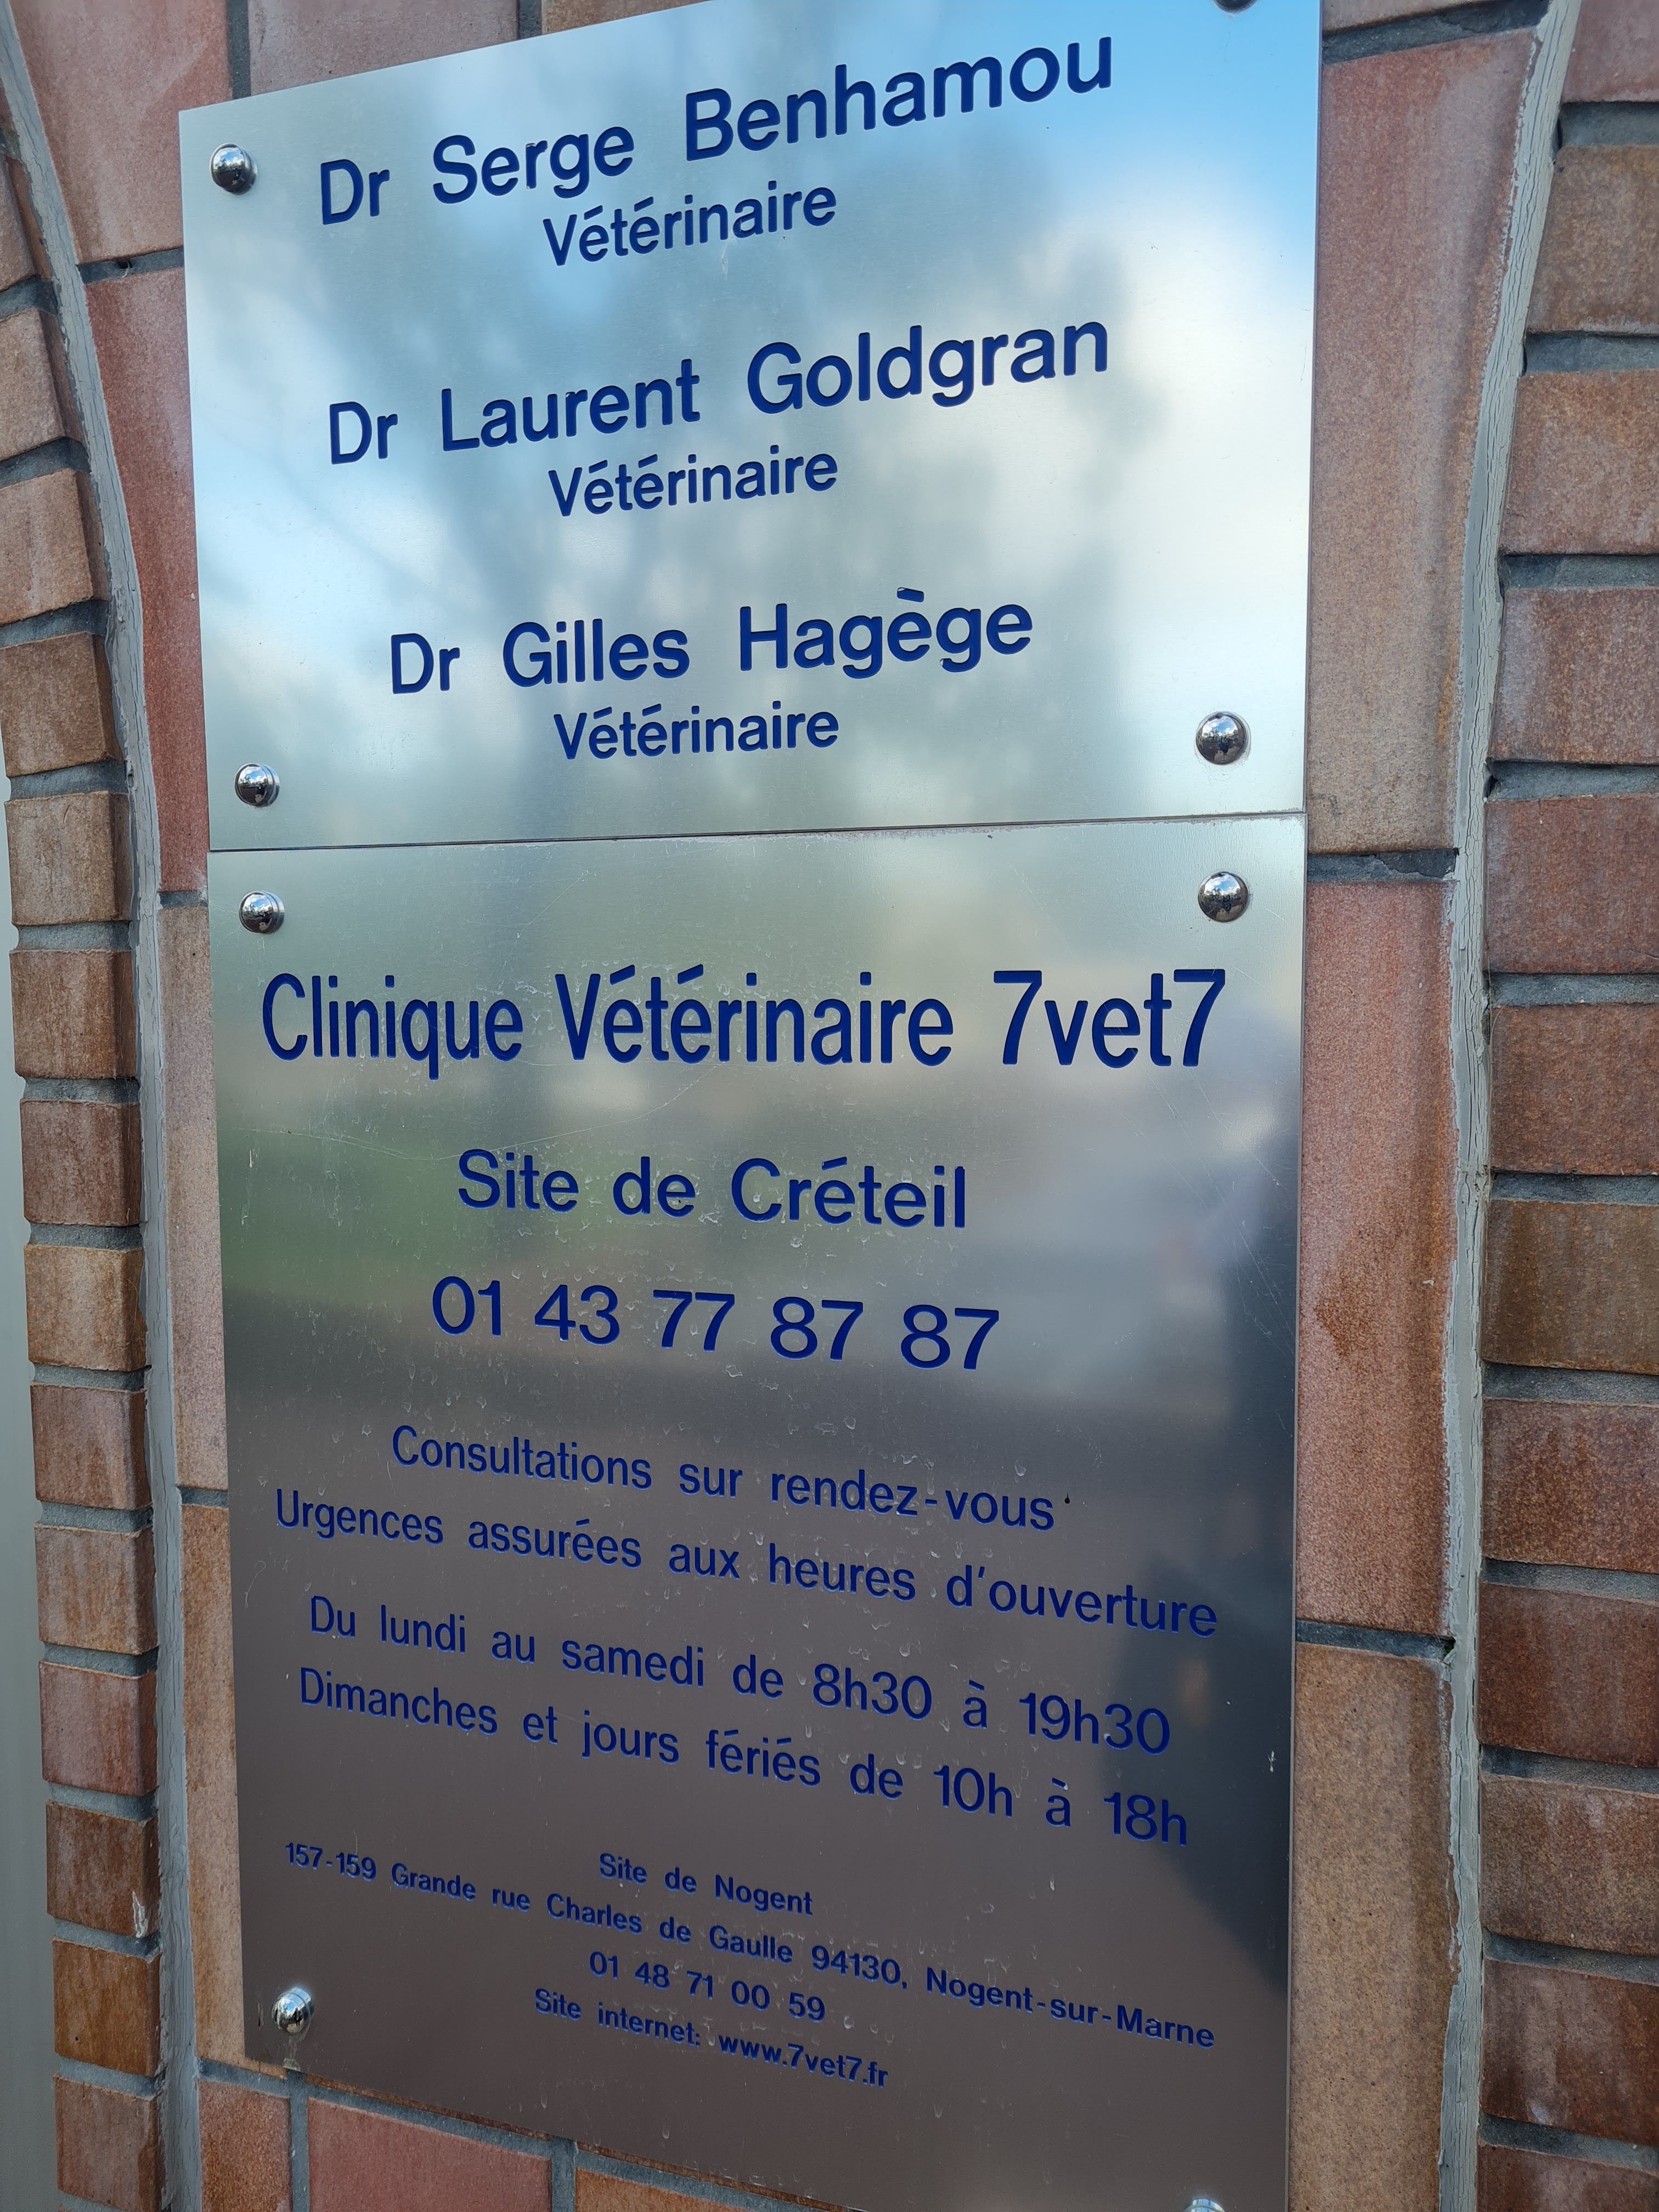 Dr Serge Benhamou
Vétérinaire
Dr Laurent Goldgran
Vétérinaire
Dr Gilles Hagège
Vétérinaire
Clinique Vétérinaire 7vet7
Site de Créteil
01 43 77 87 87
Consultations sur rendez-vous
Urgences assurées aux heures d'ouverture
Du lundi au samedi de 8h30 à 19h30
Dimanches et jours fériés de 10h à 18h
Site de Nogent
157-159 Grande rue Charles de Gaulle 94130, Nogent-sur-Marne
01 48 71 00 59
Site internet: www.7vet7.fr